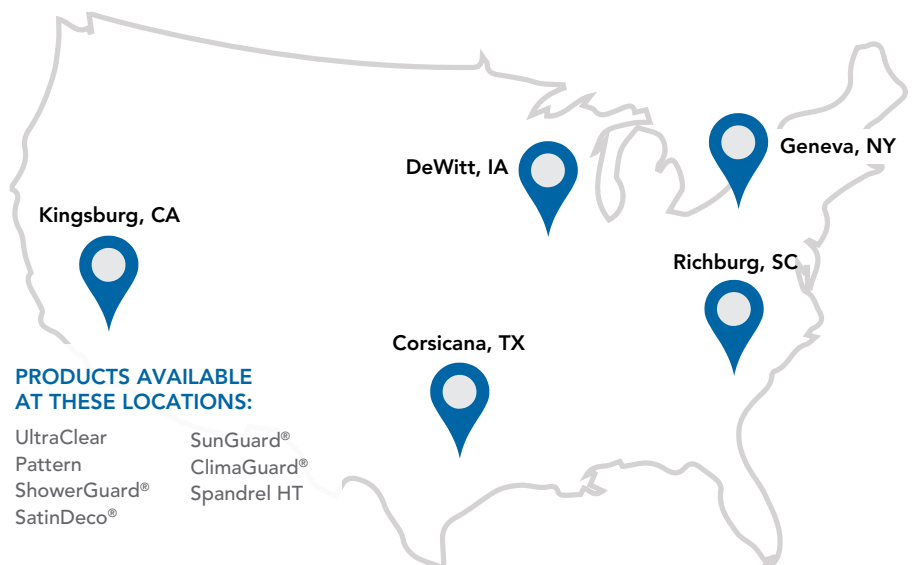 DeWitt, IA
Geneva, NY
Kingsburg, CA
Richburg, SC
Corsicana, TX
PRODUCTS AVAILABLE
AT THESE LOCATIONS:
UltraClear
Pattern
ShowerGuard®
SatinDeco®
SunGuard®
ClimaGuard®
Spandrel HT